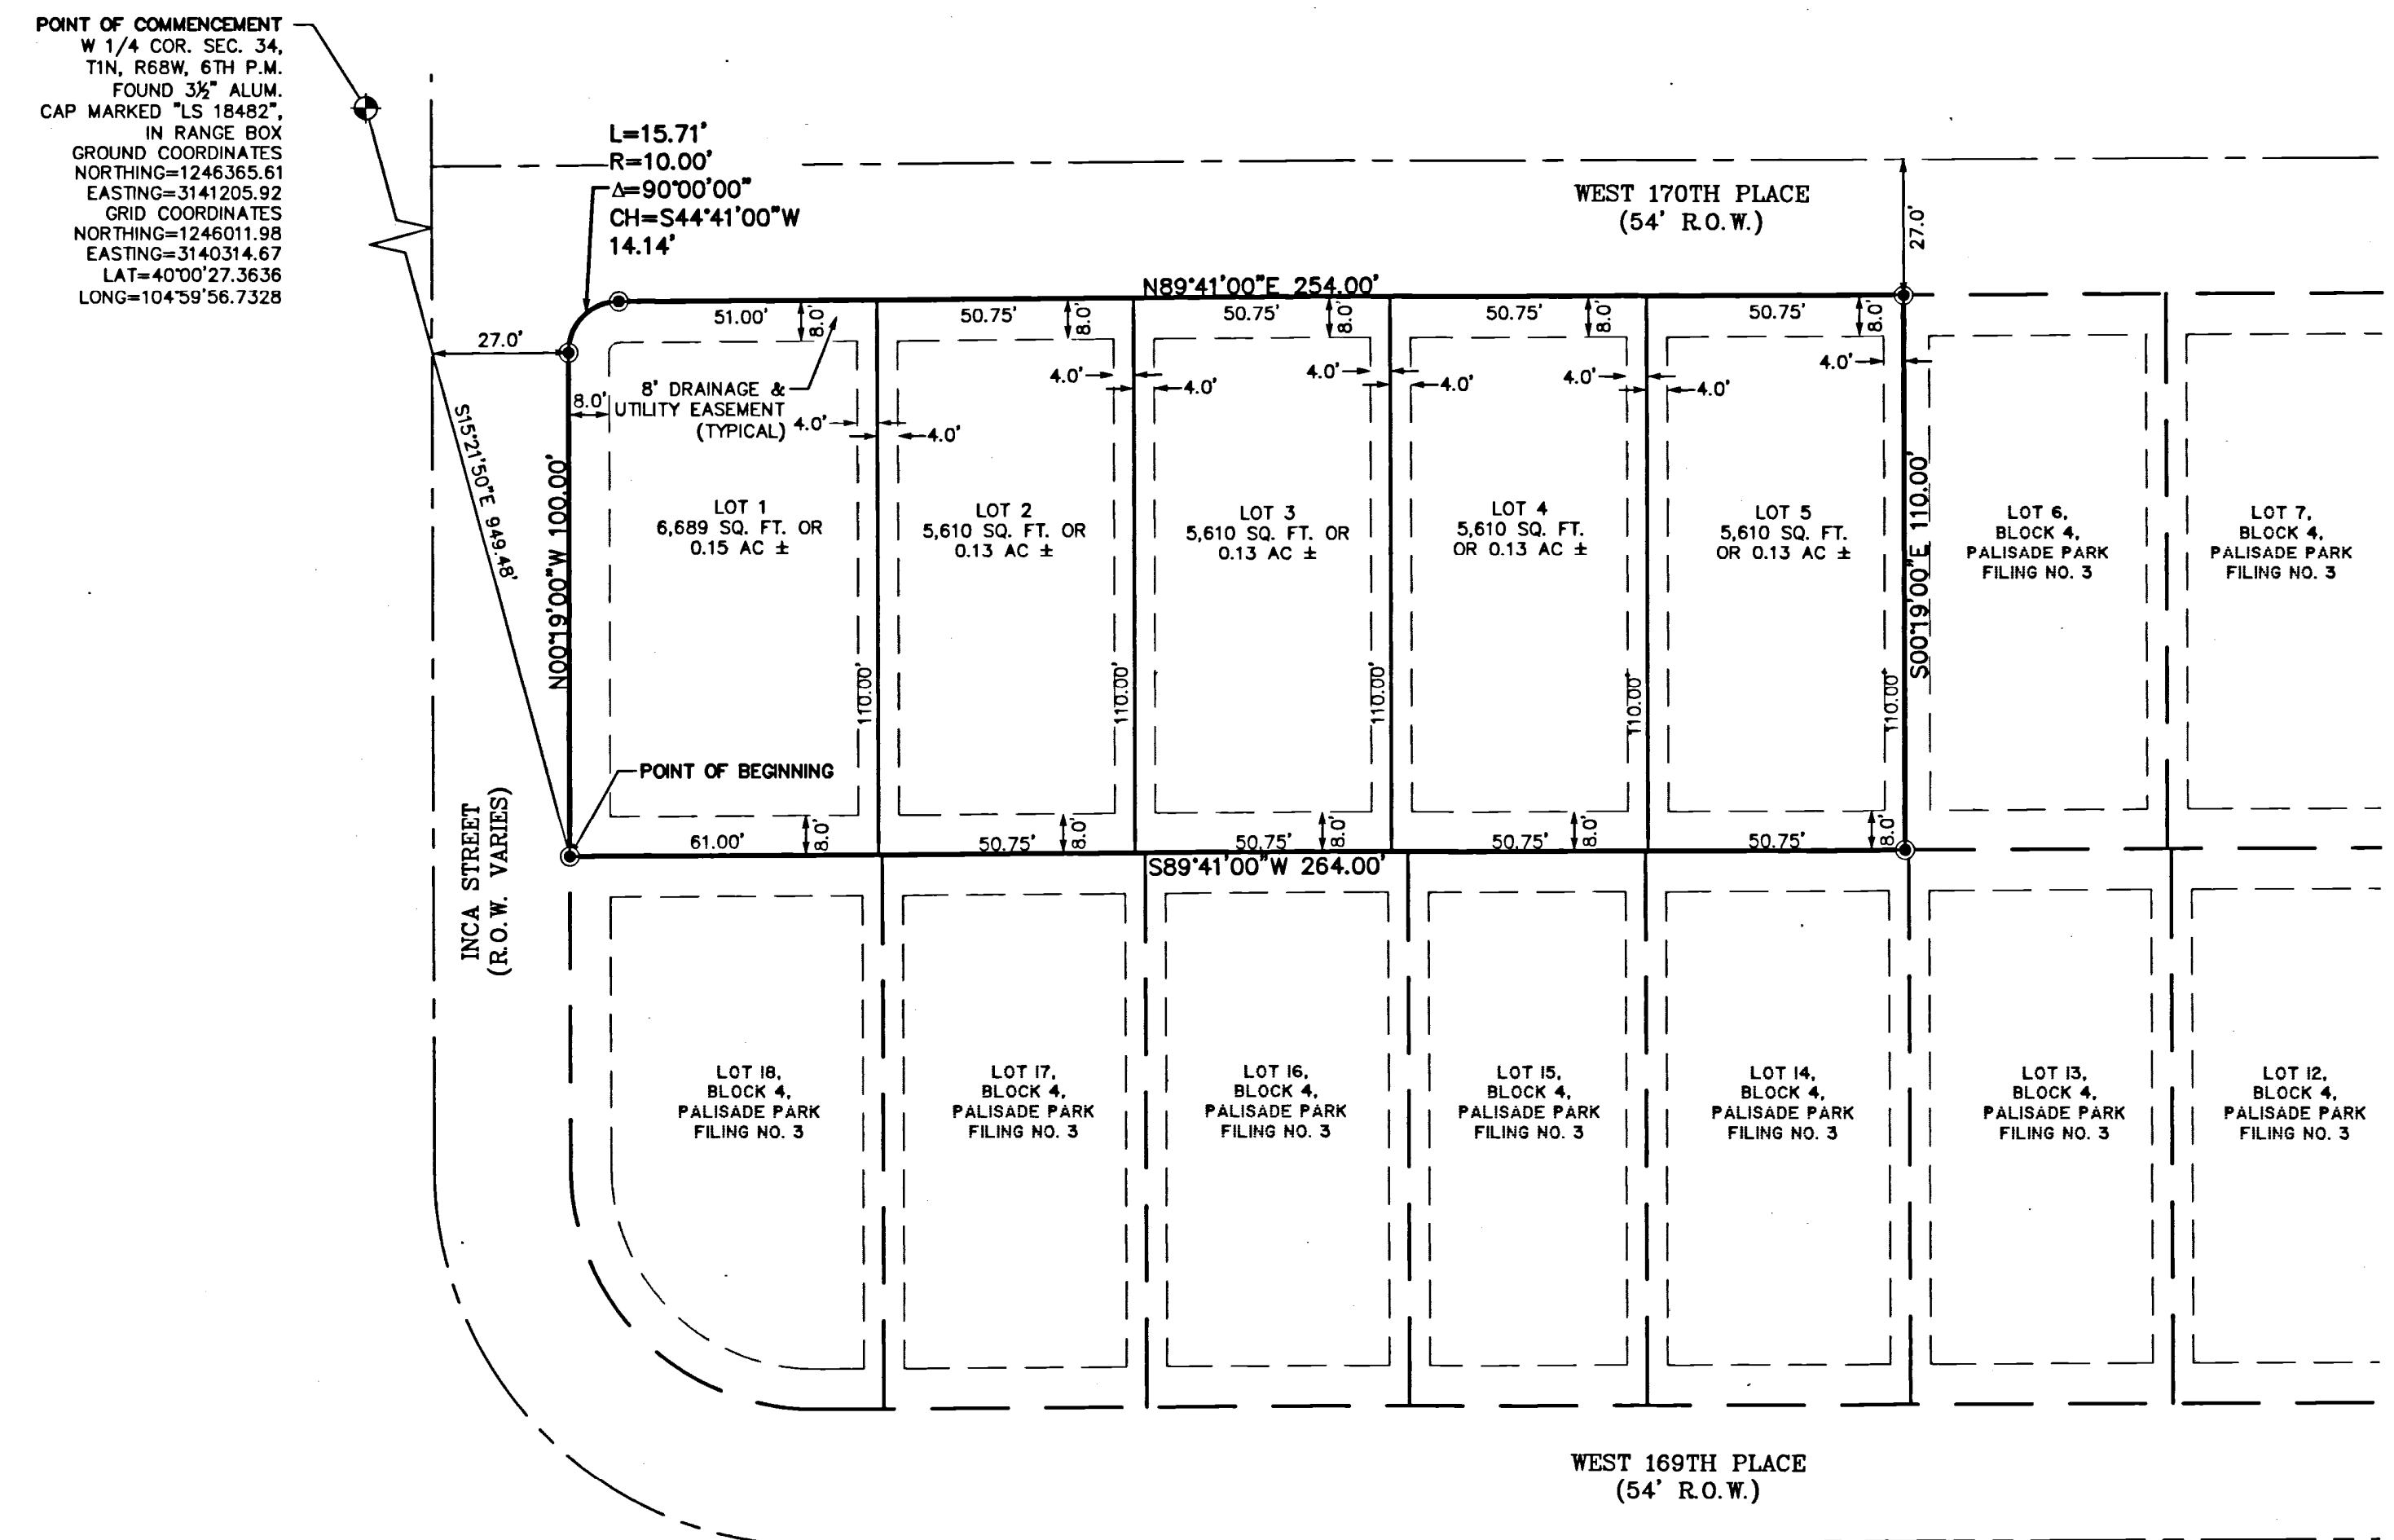 POINT OF COMMENCEMENT
W 1/4 COR. SEC. 34,
T1N, R68W, 6TH P.M.
FOUND 3½" ALUM.
CAP MARKED "LS 18482",
IN RANGE BOX
GROUND COORDINATES
NORTHING=1246365.61
EASTING=3141205.92
GRID COORDINATES
NORTHING=1246011.98
EASTING=3140314.67
LAT=40°00'27.3636
LONG=104°59'56.7328
L=15.71'
R=10.00'
Δ=90°00'00"
CH=S44°41'00"W
14.14'
WEST 170TH PLACE
(54' R.O.W.)
27.0'
N89°41'00"E 254.00'
51.00'
8.0'
50.75'
8.0'
50.75'
8.0'
50.75'
8.0'
50.75'
8.0'
27.0'
8.0'
8' DRAINAGE &
UTILITY EASEMENT
(TYPICAL)
4.0'
4.0'
4.0'
4.0'
4.0'
4.0'
4.0'
4.0'
4.0'
S15°21'50"E 949.48'
N00°19'00"W 100.00'
LOT 1
6,689 SQ. FT. OR
0.15 AC ±
LOT 2
5,610 SQ. FT. OR
0.13 AC ±
LOT 3
5,610 SQ. FT. OR
0.13 AC ±
LOT 4
5,610 SQ. FT.
OR 0.13 AC ±
LOT 5
5,610 SQ. FT.
OR 0.13 AC ±
S00°19'00"E 110.00'
LOT 6,
BLOCK 4,
PALISADE PARK
FILING NO. 3
LOT 7,
BLOCK 4,
PALISADE PARK
FILING NO. 3
110.00'
110.00'
110.00'
110.00'
110.00'
POINT OF BEGINNING
61.00'
8.0'
50.75'
8.0'
50.75'
8.0'
50.75'
8.0'
50.75'
8.0'
S89°41'00"W 264.00'
INCA STREET
(R.O.W. VARIES)
LOT 18,
BLOCK 4,
PALISADE PARK
FILING NO. 3
LOT 17,
BLOCK 4,
PALISADE PARK
FILING NO. 3
LOT 16,
BLOCK 4,
PALISADE PARK
FILING NO. 3
LOT 15,
BLOCK 4,
PALISADE PARK
FILING NO. 3
LOT 14,
BLOCK 4,
PALISADE PARK
FILING NO. 3
LOT 13,
BLOCK 4,
PALISADE PARK
FILING NO. 3
LOT 12,
BLOCK 4,
PALISADE PARK
FILING NO. 3
WEST 169TH PLACE
(54' R.O.W.)